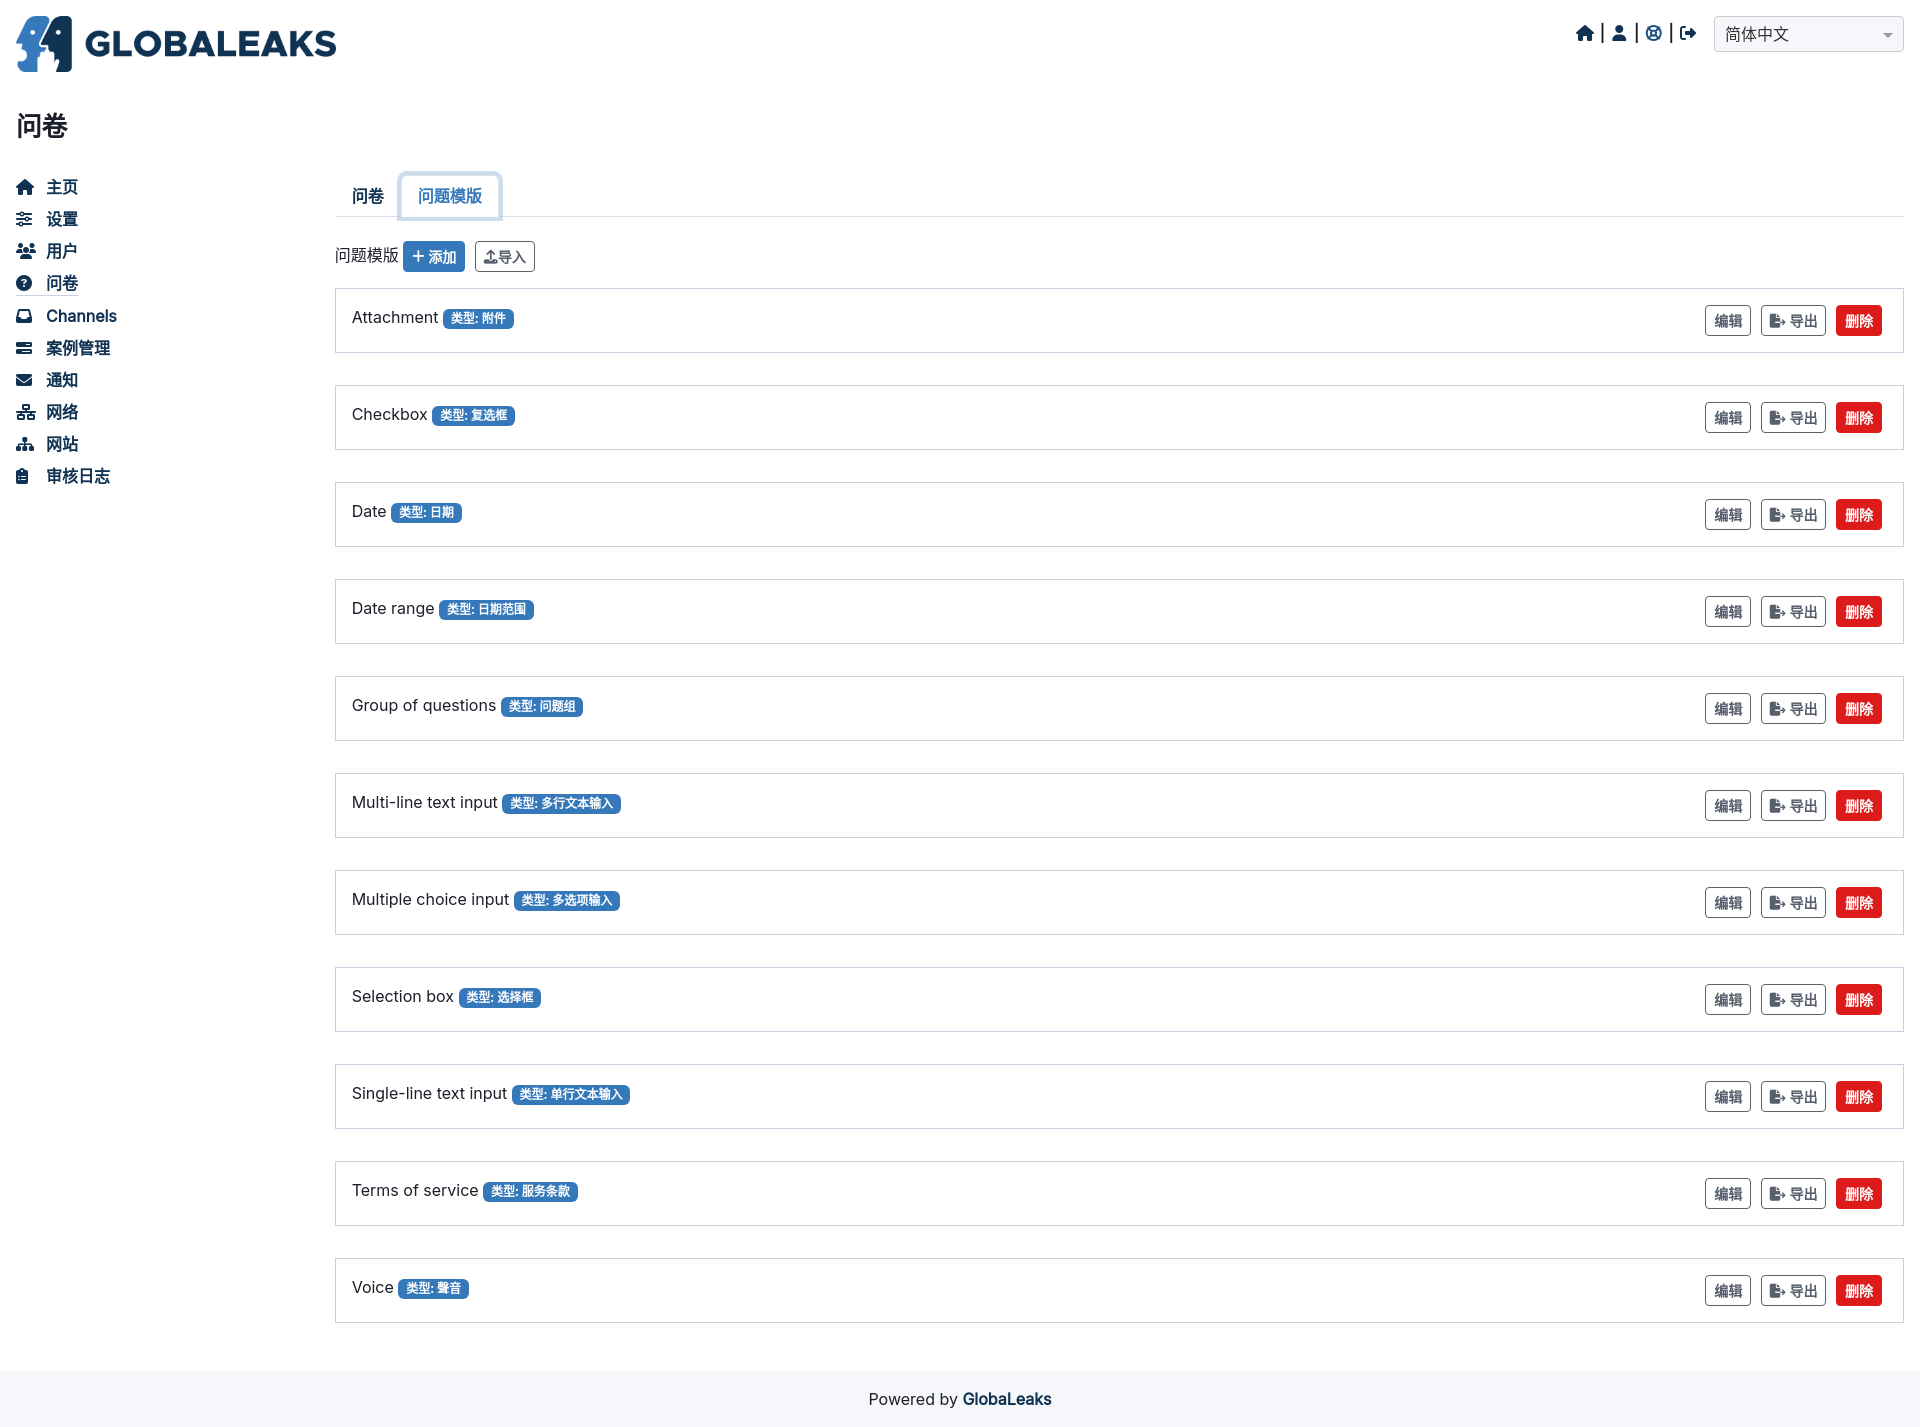 GLOBALEAKS
| | | 简体中文
问卷
主页
设置
用户
问卷
Channels
案例管理
通知
网络
网站
审核日志
问卷 问题模版
问题模版 添加 导入
Attachment 类型: 附件 编辑 导出 删除
Checkbox 类型: 复选框 编辑 导出 删除
Date 类型: 日期 编辑 导出 删除
Date range 类型: 日期范围 编辑 导出 删除
Group of questions 类型: 问题组 编辑 导出 删除
Multi-line text input 类型: 多行文本输入 编辑 导出 删除
Multiple choice input 类型: 多选项输入 编辑 导出 删除
Selection box 类型: 选择框 编辑 导出 删除
Single-line text input 类型: 单行文本输入 编辑 导出 删除
Terms of service 类型: 服务条款 编辑 导出 删除
Voice 类型: 聲音 编辑 导出 删除
Powered by GlobaLeaks